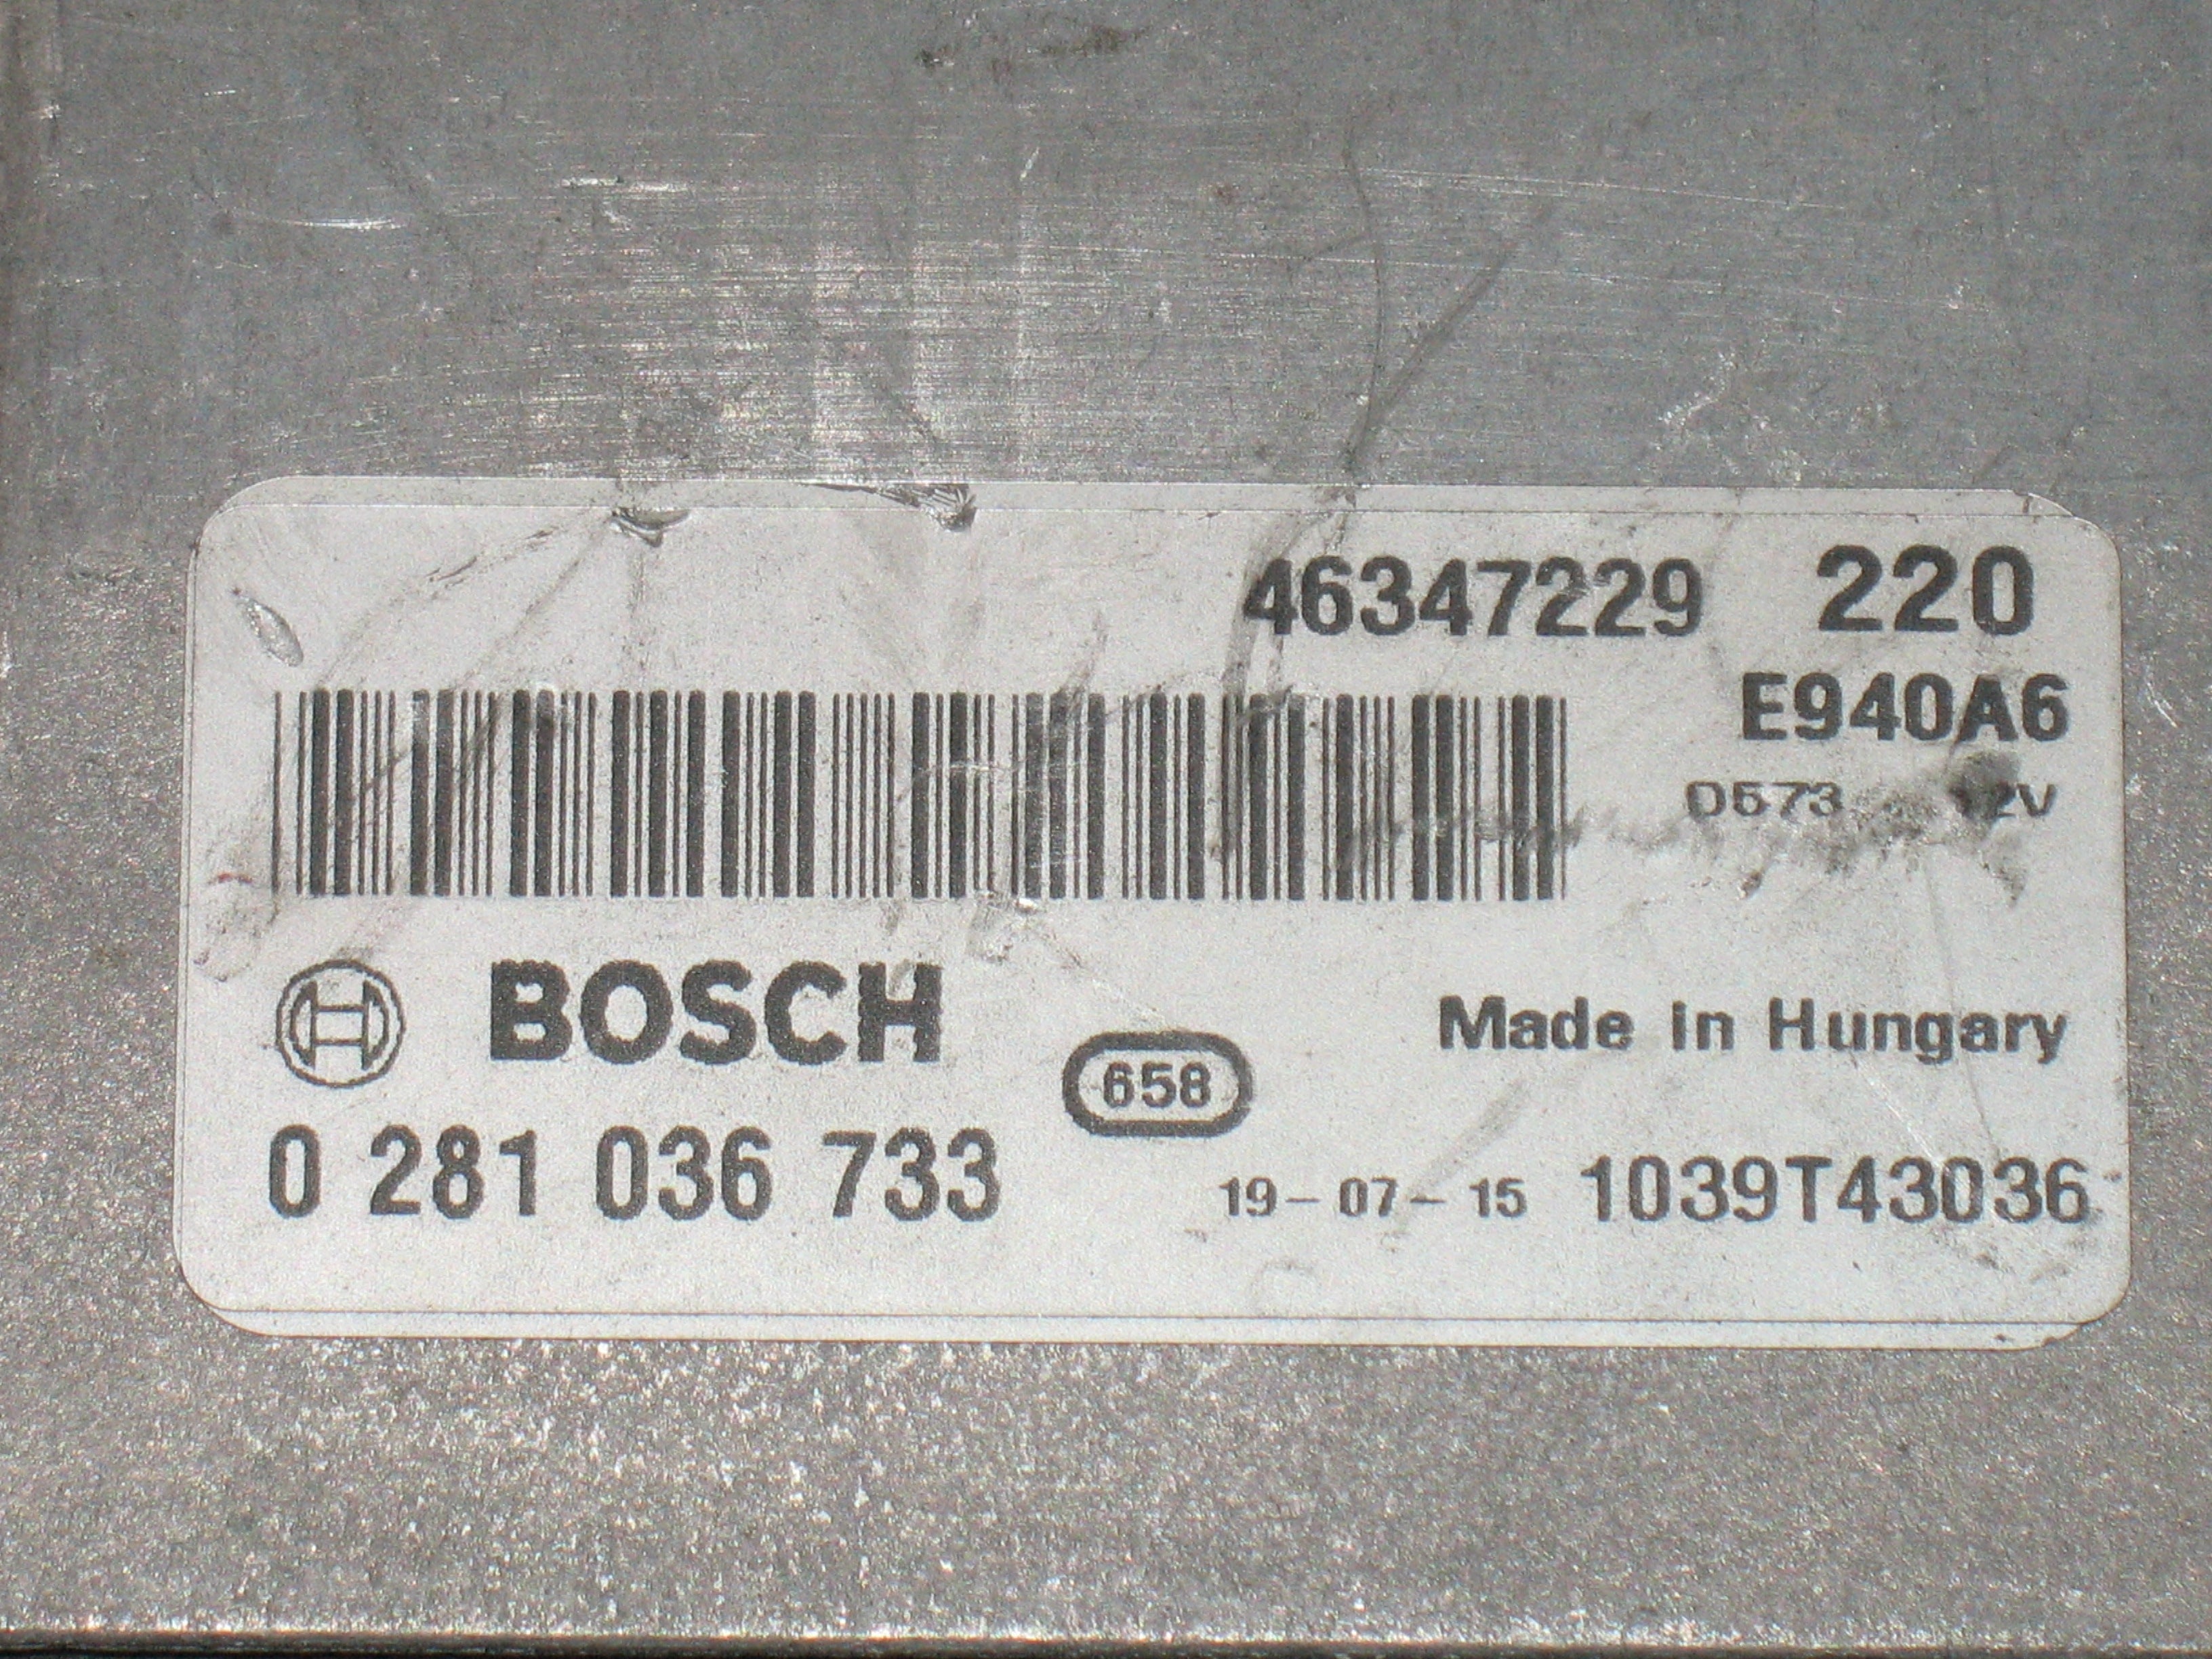 46347229 220
E940A6
0573 12V
BOSCH
Made in Hungary
658
0 281 036 733
19-07-15 1039T43036